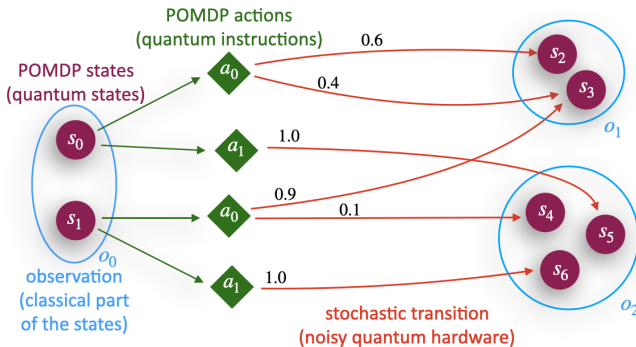 POMDP actions
(quantum instructions)
POMDP states
(quantum states)
a₀
0.6
0.4
s₂
s₃
o₁
s₀
a₁
1.0
s₁
a₀
0.9
0.1
s₄
s₅
s₆
o₀
a₁
1.0
o₂
observation
(classical part
of the states)
stochastic transition
(noisy quantum hardware)